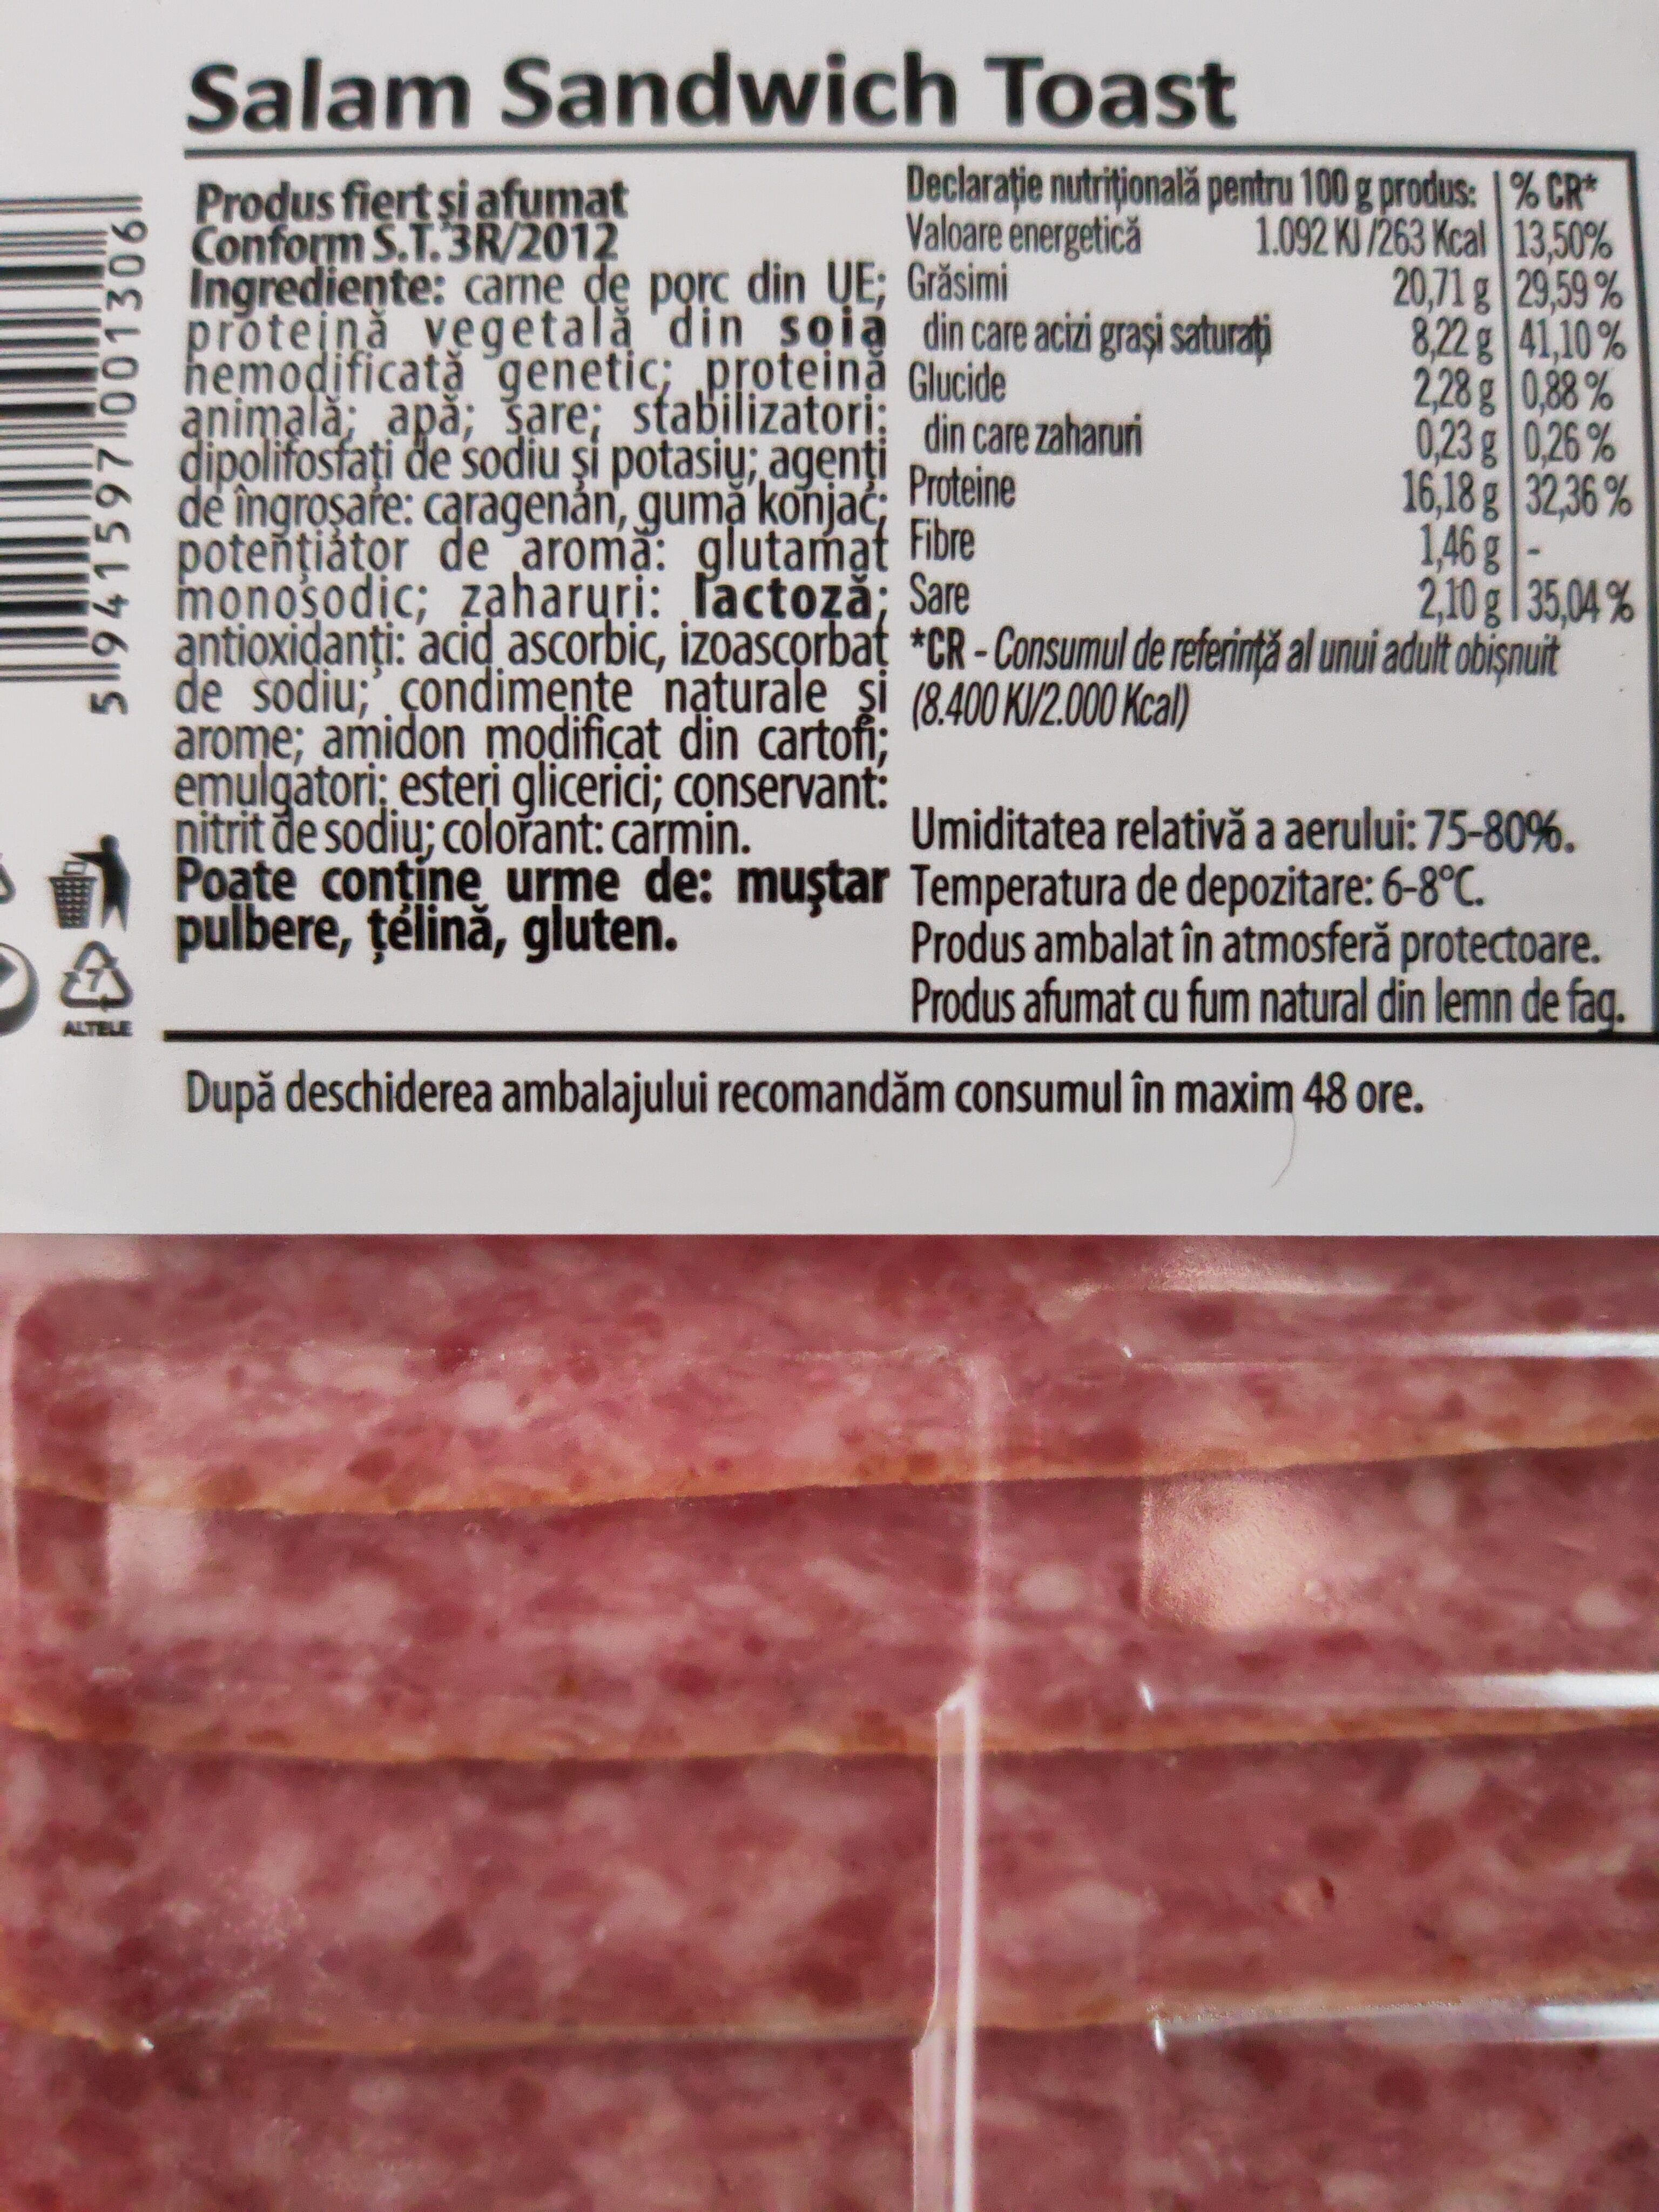 Salam Sandwich Toast
Produs fiert și afumat
Conform S.T. 3R/2012
Ingrediente: carne de porc din UE;
proteină vegetală din soia
nemodificată genetic; proteină
animală; apă; sare; stabilizatori:
dipolifosfați de sodiu și potasiu; agenți
de îngroșare: caragenan, gumă konjac;
potențiator de aromă: glutamat
monosodic; zaharuri: lactoză;
antioxidanți: acid ascorbic, izoascorbat
de sodiu; condimente naturale și
arome; amidon modificat din cartofi;
emulgatori: esteri glicerici; conservant:
nitrit de sodiu; colorant: carmin.
Poate conține urme de: muștar
pulbere, țelină, gluten.
Declarație nutrițională pentru 100 g produs: % CR*
Valoare energetică 1.092 KJ /263 Kcal 13,50%
Grăsimi 20,71 g 29,59 %
din care acizi grași saturați 8,22 g 41,10 %
Glucide 2,28 g 0,88 %
din care zaharuri 0,23 g 0,26 %
Proteine 16,18 g 32,36 %
Fibre 1,46 g -
Sare 2,10 g 35,04 %
*CR - Consumul de referință al unui adult obișnuit
(8.400 KJ/2.000 Kcal)
Umiditatea relativă a aerului: 75-80%.
Temperatura de depozitare: 6-8°C.
Produs ambalat în atmosferă protectoare.
Produs afumat cu fum natural din lemn de fag.
După deschiderea ambalajului recomandăm consumul în maxim 48 ore.
5 941597 001306
7
ALTELE